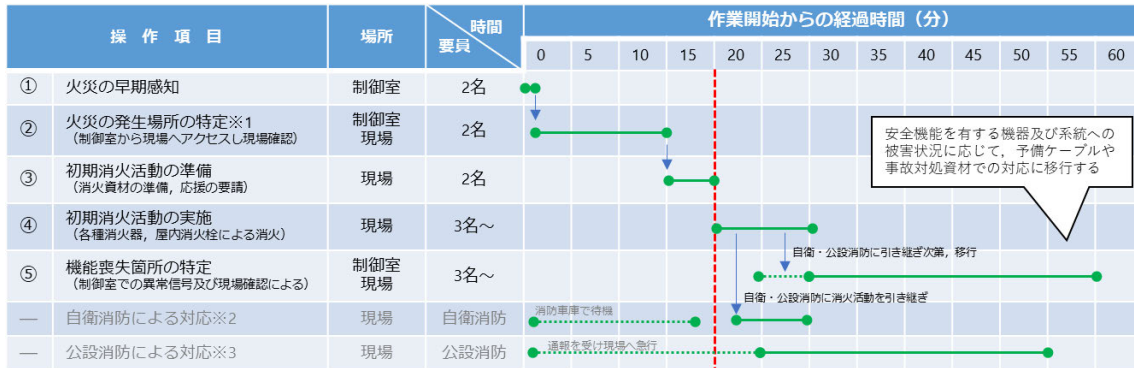 操 作 項 目
場所
時間
要員
作業開始からの経過時間（分）
0 5 10 15 20 25 30 35 40 45 50 55 60
① 火災の早期感知 制御室 2名
② 火災の発生場所の特定※1 制御室 2名
（制御室から現場へアクセスし現場確認） 現場
③ 初期消火活動の準備 現場 2名
（消火資材の準備，応援の要請）
④ 初期消火活動の実施 現場 3名～
（各種消火器，屋内消火栓による消火）
⑤ 機能喪失箇所の特定 制御室 3名～
（制御室での異常信号及び現場確認による） 現場
― 自衛消防による対応※2 現場 自衛消防
― 公設消防による対応※3 現場 公設消防
安全機能を有する機器及び系統への
被害状況に応じて，予備ケーブルや
事故対処資材での対応に移行する
自衛・公設消防に引き継ぎ次第，移行
自衛・公設消防に消火活動を引き継ぎ
消防車庫で待機
通報を受け現場へ急行